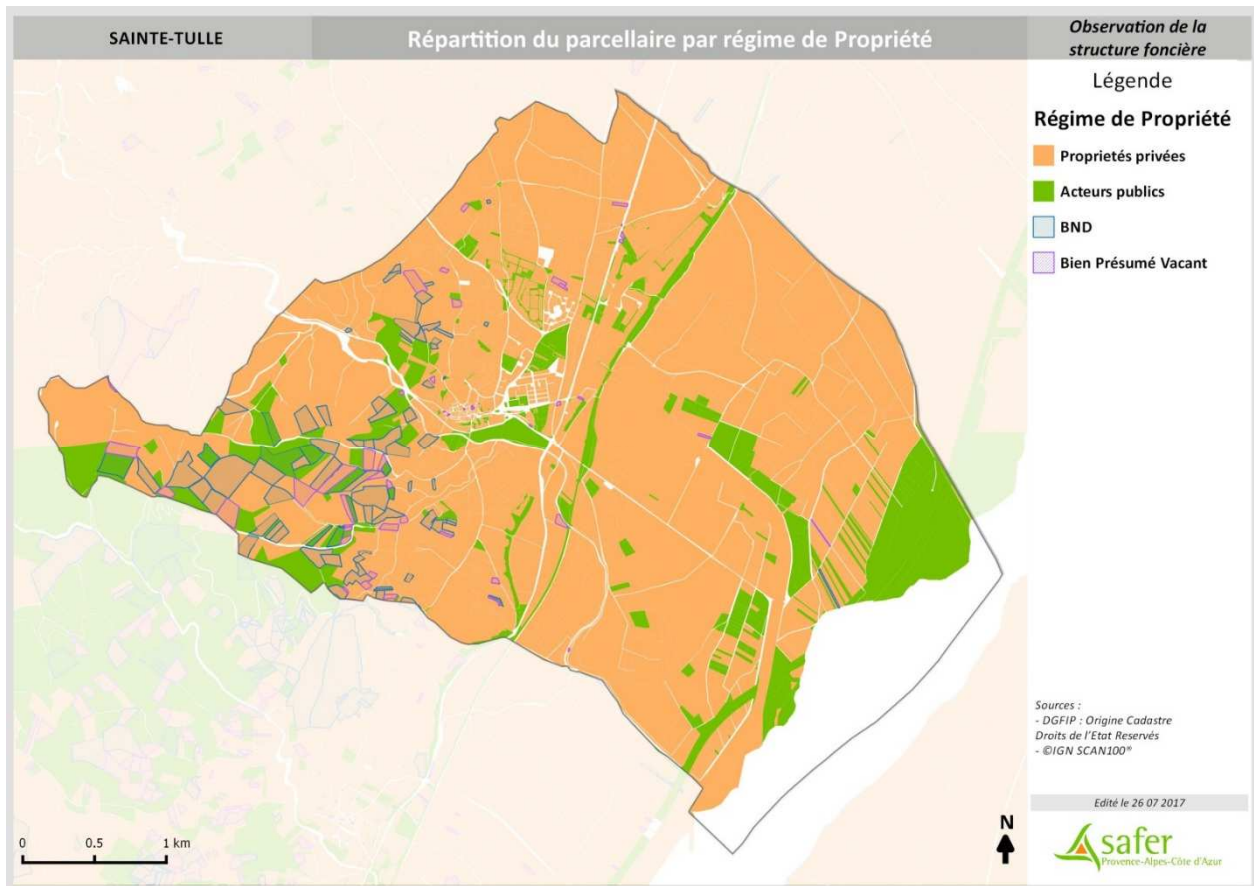 SAINTE-TULLE
Répartition du parcellaire par régime de Propriété
Observation de la
structure foncière
Légende
Régime de Propriété
Proprietés privées
Acteurs publics
BND
Bien Présumé Vacant
Sources :
- DGFIP : Origine Cadastre
Droits de l'Etat Reservés
- ©IGN SCAN100®
Edité le 26 07 2017
N
0 0.5 1 km
safer
Provence-Alpes-Côte d'Azur